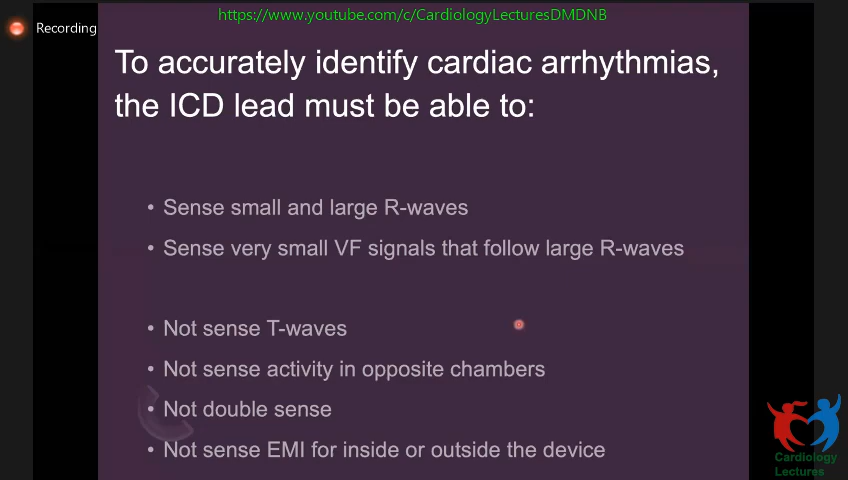 https://www.youtube.com/c/CardiologyLecturesDMDNB
Recording
To accurately identify cardiac arrhythmias,
the ICD lead must be able to:
• Sense small and large R-waves
• Sense very small VF signals that follow large R-waves
• Not sense T-waves
• Not sense activity in opposite chambers
• Not double sense
• Not sense EMI for inside or outside the device
Cardiology
Lectures